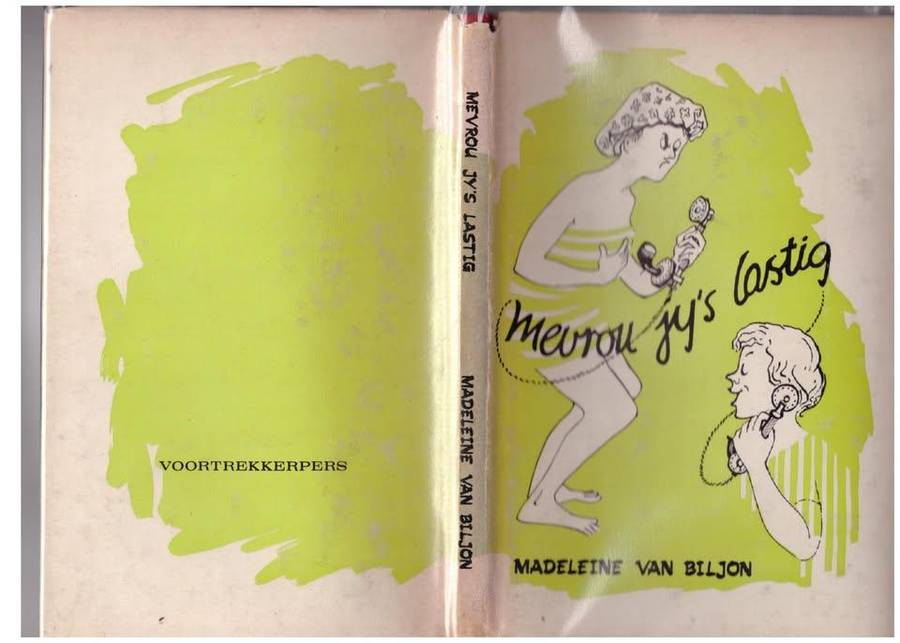 VOORTREKKERPERS
MEVROU JY'S LASTIG
MADELEINE VAN BILJON
Mevrou jy's lastig
MADELEINE VAN BILJON